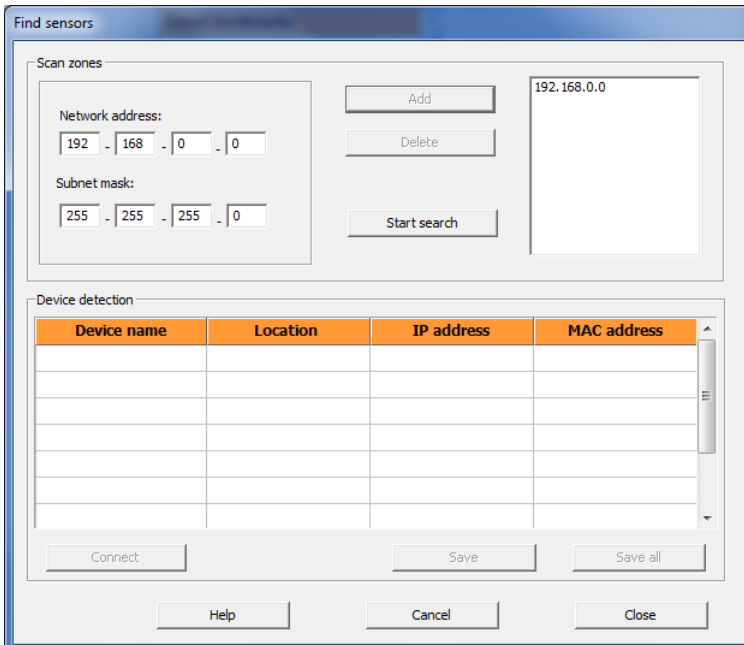 Find sensors
Scan zones
Network address:
192 . 168 . 0 . 0
Subnet mask:
255 . 255 . 255 . 0
Add
Delete
Start search
192.168.0.0
Device detection
Device name Location IP address MAC address
Connect Save Save all
Help Cancel Close